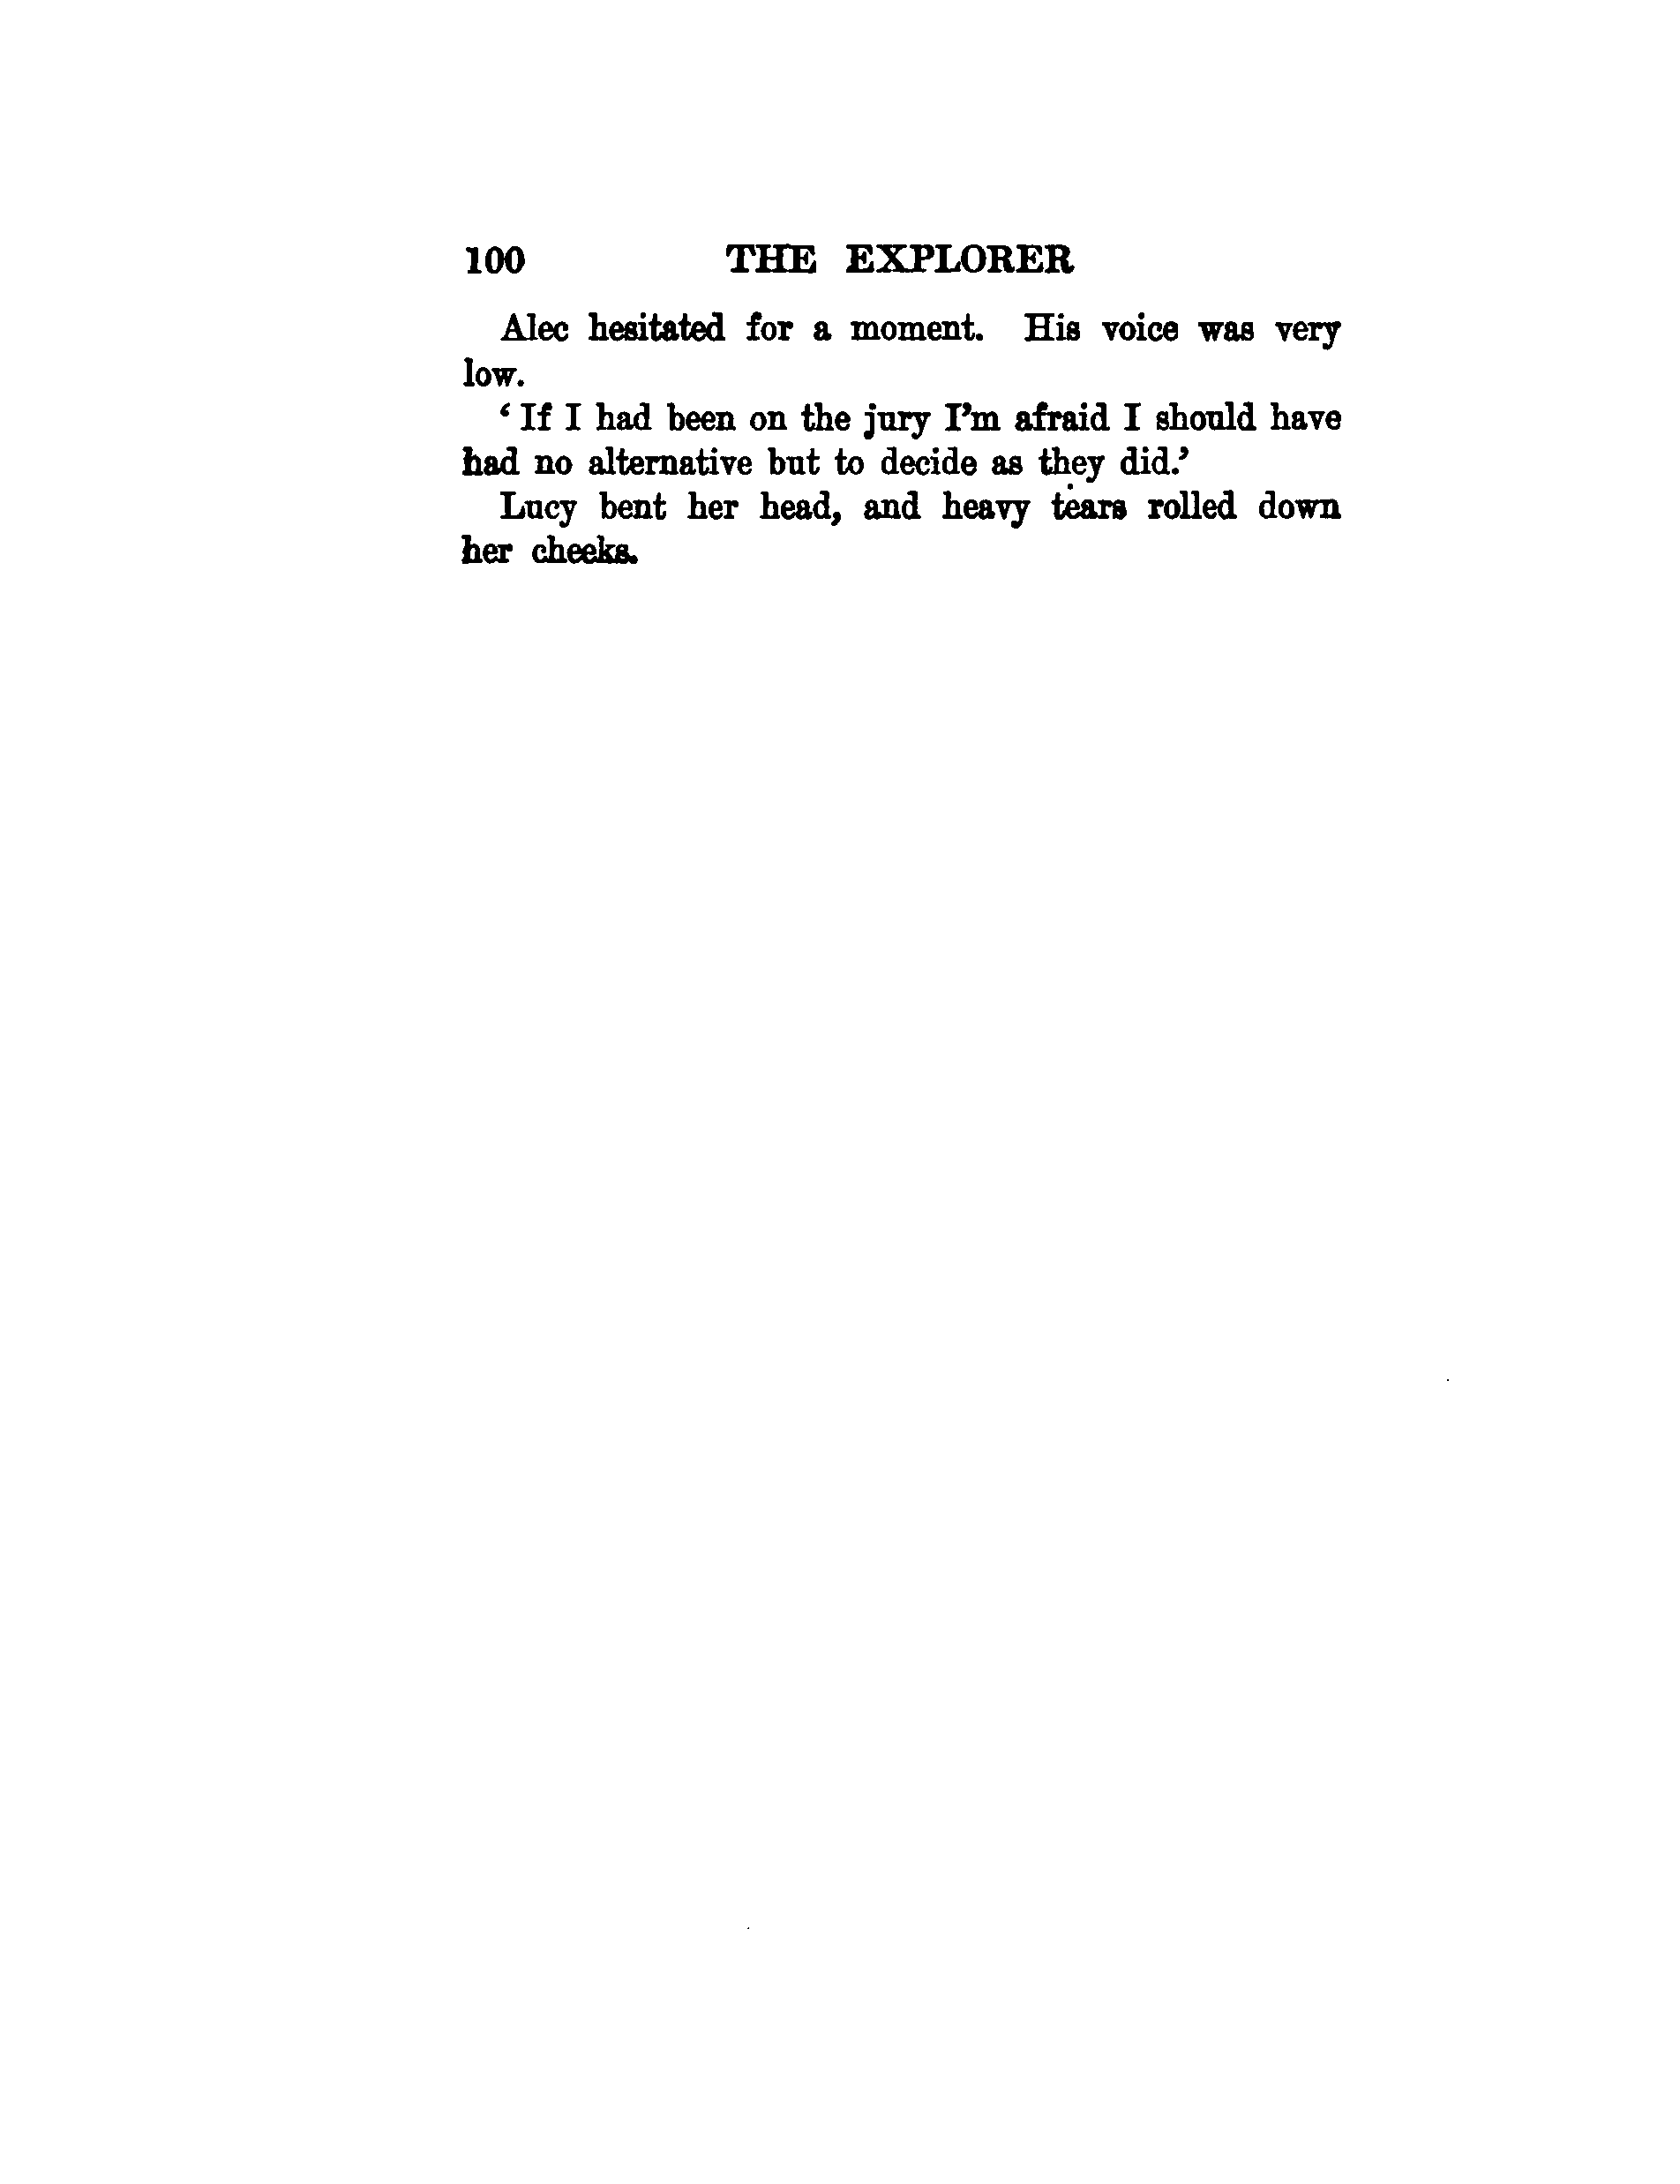 100 THE EXPLORER
Alec hesitated for a moment. His voice was very
low.
‘ If I had been on the jury I’m afraid I should have
had no alternative but to decide as they did.’
Lucy bent her head, and heavy tears rolled down
her cheeks.